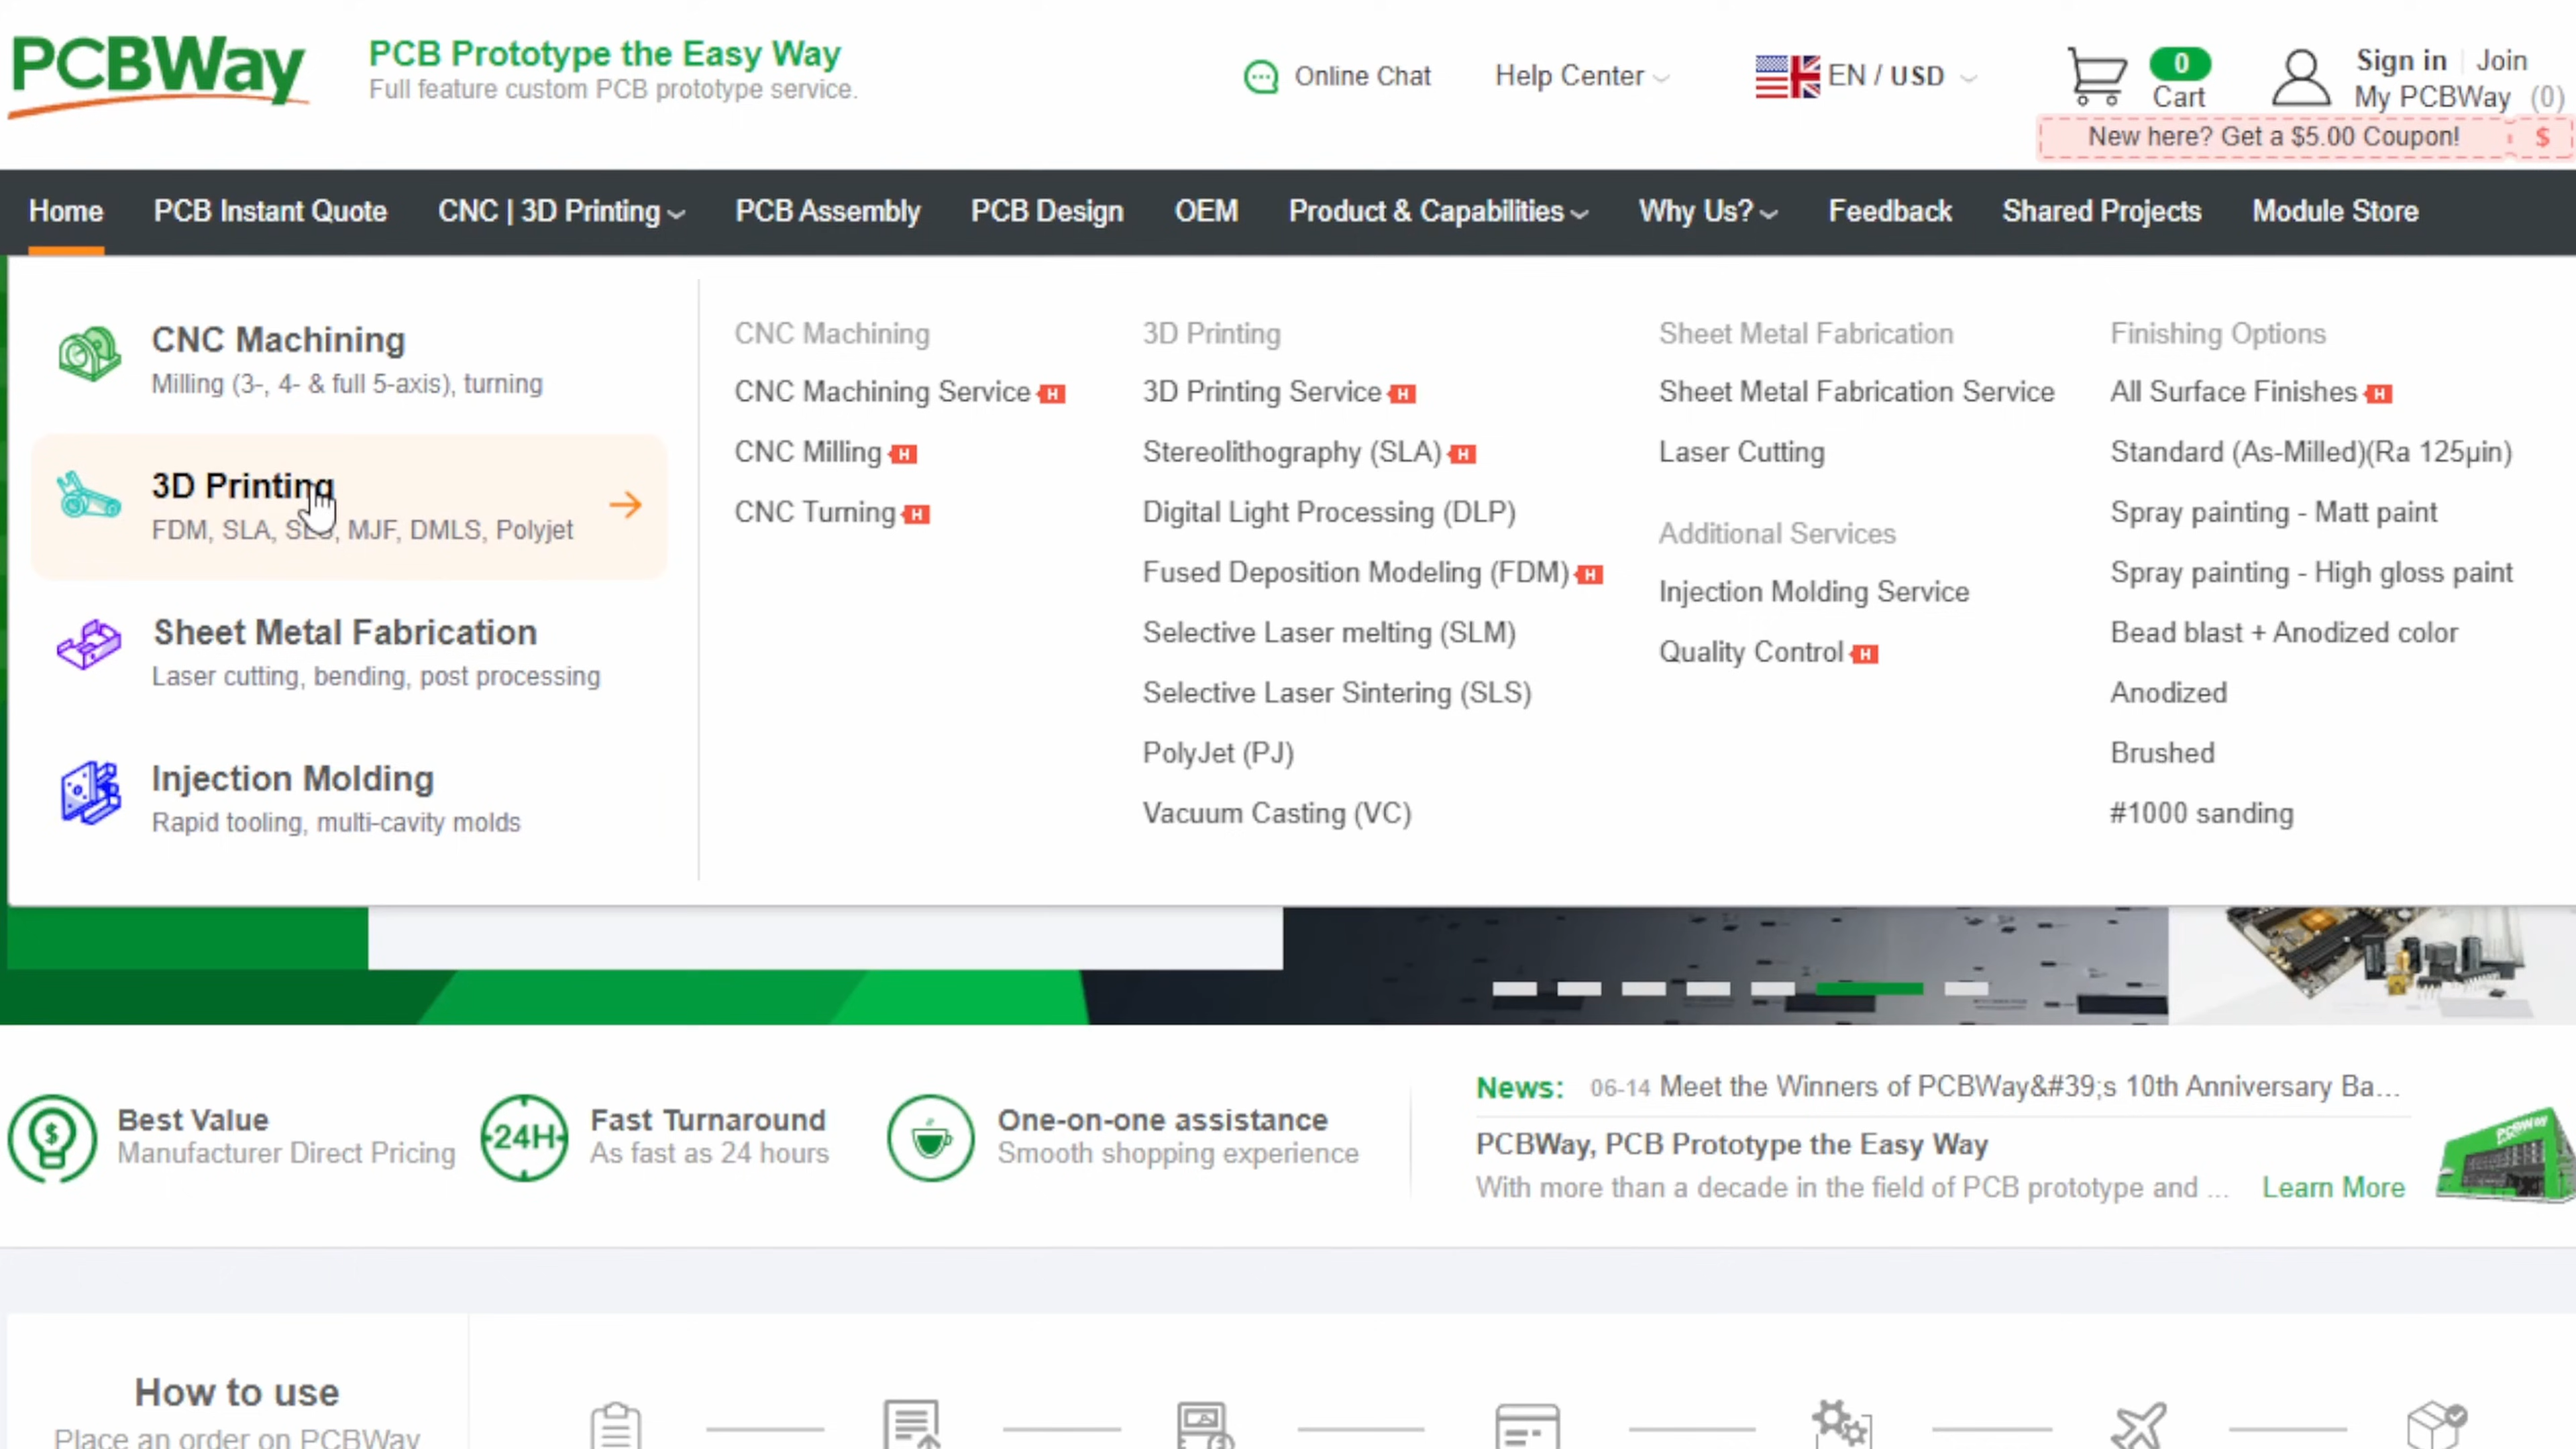 PCBWay
PCB Prototype the Easy Way
Full feature custom PCB prototype service.
Online Chat
Help Center
EN / USD
0
Cart
Sign in
Join
My PCBWay (0)
New here? Get a $5.00 Coupon!
$
Home
PCB Instant Quote
CNC | 3D Printing
PCB Assembly
PCB Design
OEM
Product & Capabilities
Why Us?
Feedback
Shared Projects
Module Store
CNC Machining
Milling (3-, 4- & full 5-axis), turning
3D Printing
FDM, SLA, SLS, MJF, DMLS, Polyjet
Sheet Metal Fabrication
Laser cutting, bending, post processing
Injection Molding
Rapid tooling, multi-cavity molds
CNC Machining
CNC Machining Service H
CNC Milling H
CNC Turning H
3D Printing
3D Printing Service H
Stereolithography (SLA) H
Digital Light Processing (DLP)
Fused Deposition Modeling (FDM) H
Selective Laser melting (SLM)
Selective Laser Sintering (SLS)
PolyJet (PJ)
Vacuum Casting (VC)
Sheet Metal Fabrication
Sheet Metal Fabrication Service
Laser Cutting
Additional Services
Injection Molding Service
Quality Control H
Finishing Options
All Surface Finishes H
Standard (As-Milled)(Ra 125µin)
Spray painting - Matt paint
Spray painting - High gloss paint
Bead blast + Anodized color
Anodized
Brushed
#1000 sanding
Best Value
Manufacturer Direct Pricing
24H
Fast Turnaround
As fast as 24 hours
One-on-one assistance
Smooth shopping experience
News: 06-14 Meet the Winners of PCBWay&#39;s 10th Anniversary Ba...
PCBWay, PCB Prototype the Easy Way
With more than a decade in the field of PCB prototype and ... Learn More
PCBWay
How to use
Place an order on PCBWay